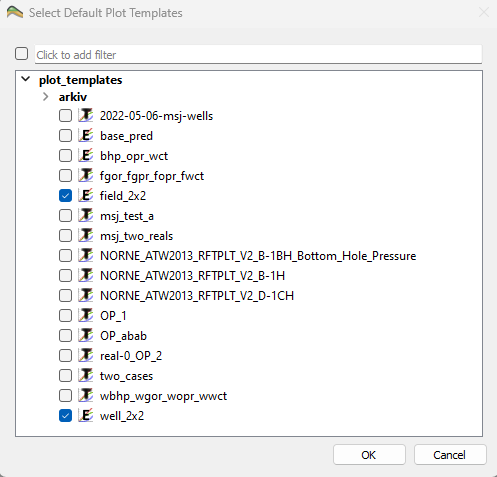 Select Default Plot Templates
Click to add filter
plot_templates
arkiv
T 2022-05-06-msj-wells
E base_pred
E bhp_opr_wct
T fgor_fgpr_fopr_fwct
E field_2x2
T msj_test_a
T msj_two_reals
T NORNE_ATW2013_RFTPLT_V2_B-1BH_Bottom_Hole_Pressure
T NORNE_ATW2013_RFTPLT_V2_B-1H
T NORNE_ATW2013_RFTPLT_V2_D-1CH
T OP_1
T OP_abab
T real-0_OP_2
T two_cases
T wbhp_wgor_wopr_wwct
E well_2x2
OK Cancel